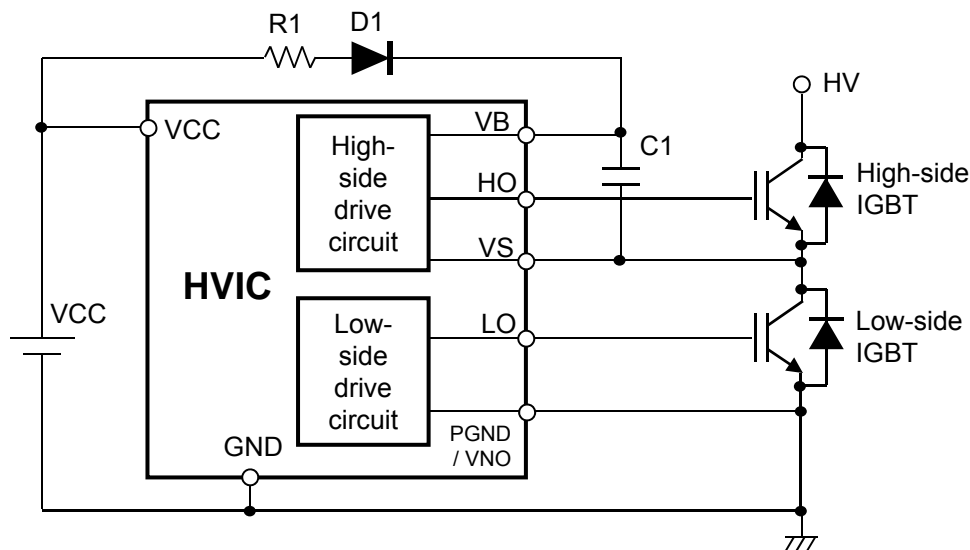 R1
D1
HV
VCC
VB
C1
High-
side
drive
circuit
HO
High-side
IGBT
VS
HVIC
VCC
LO
Low-
side
drive
circuit
Low-side
IGBT
GND
PGND
/ VNO